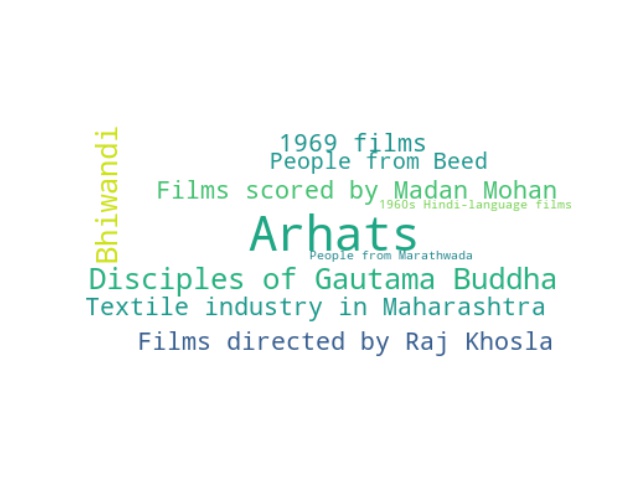 1969 films
People from Beed
Films scored by Madan Mohan
1960s Hindi-language films
Bhiwandi
Arhats
People from Marathwada
Disciples of Gautama Buddha
Textile industry in Maharashtra
Films directed by Raj Khosla